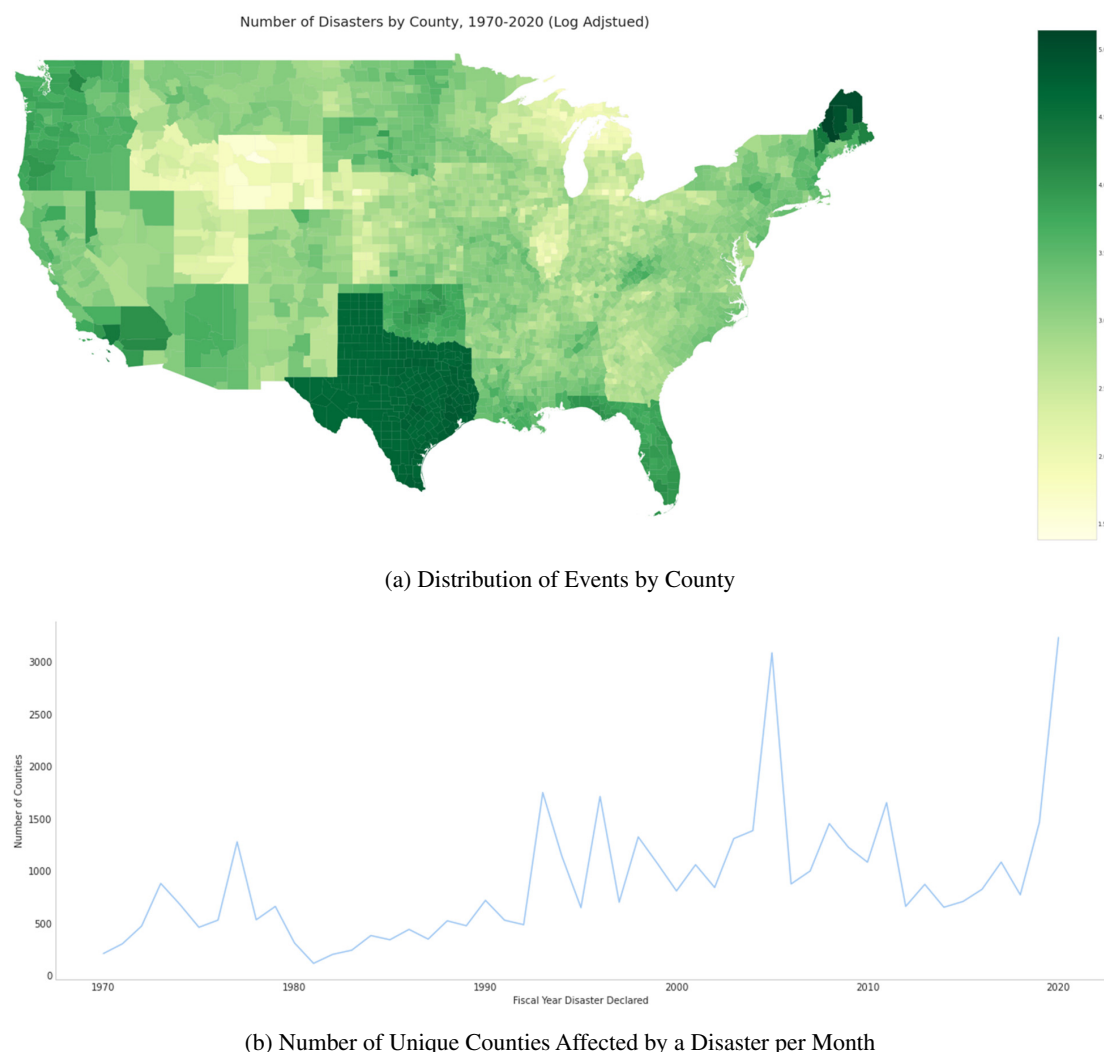 Number of Disasters by County, 1970-2020 (Log Adjstued)
(a) Distribution of Events by County
3000
2500
2000
1500
1000
500
0
Number of Counties
1970 1980 1990 2000 2010 2020
Fiscal Year Disaster Declared
(b) Number of Unique Counties Affected by a Disaster per Month